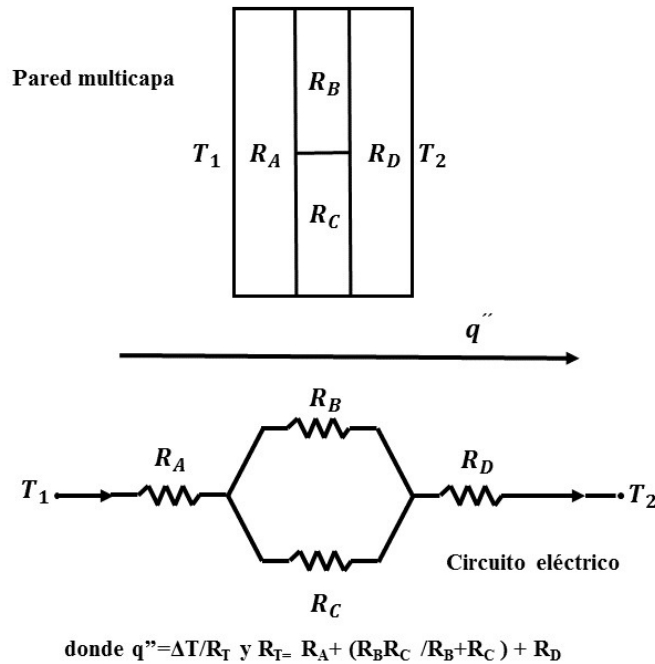 Pared multicapa
R_B
T_1 R_A R_D T_2
R_C
q´´
R_B
R_A R_D
T_1 T_2
Circuito eléctrico
R_C
donde q”=ΔT/R_T y R_T= R_A+ (R_BR_C /R_B+R_C) + R_D